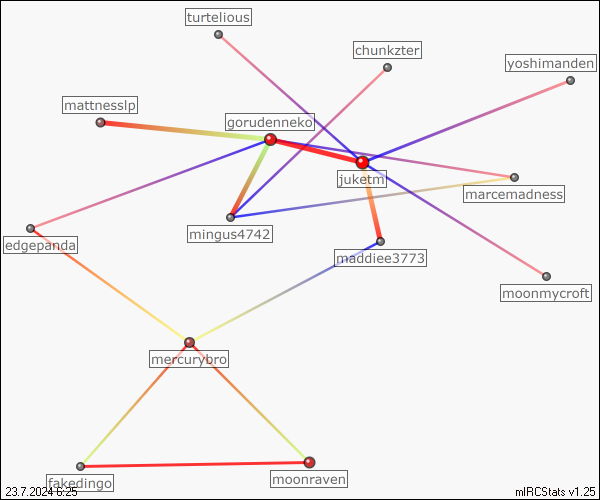 turtelious
chunkzter
yoshimanden
mattnesslp
gorudenneko
juketm
marcemadness
mingus4742
edgepanda
maddiee3773
moonmycroft
mercurybro
moonraven
fakedingo
23.7.2024 6:25
mIRCStats v1.25